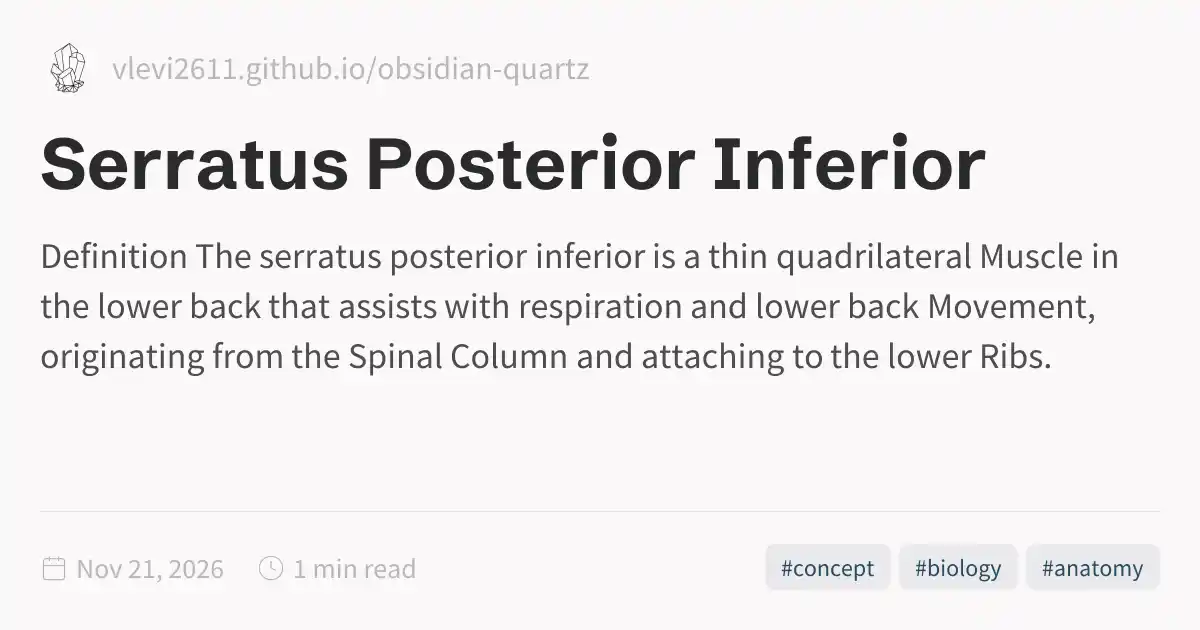 vlevi2611.github.io/obsidian-quartz
Serratus Posterior Inferior
Definition The serratus posterior inferior is a thin quadrilateral Muscle in
the lower back that assists with respiration and lower back Movement,
originating from the Spinal Column and attaching to the lower Ribs.
Nov 21, 2026 1 min read #concept #biology #anatomy